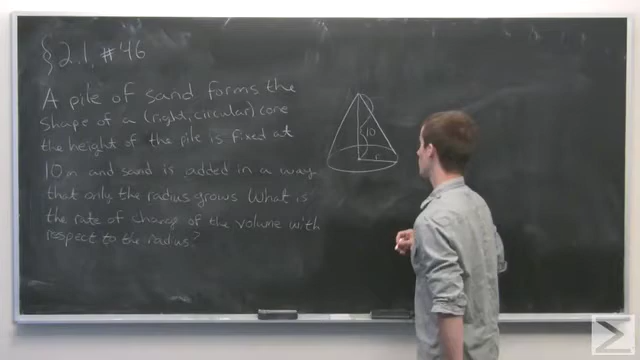 § 2.1, #46
A pile of sand forms the
shape of a (right, circular) cone
the height of the pile is fixed at
10m and sand is added in a way
that only the radius grows What is
the rate of change of the volume with
respect to the radius?
10
r
Σ